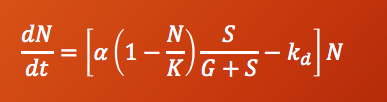 dN/dt = [α (1 − N/K) S/(G + S) − k_d] N